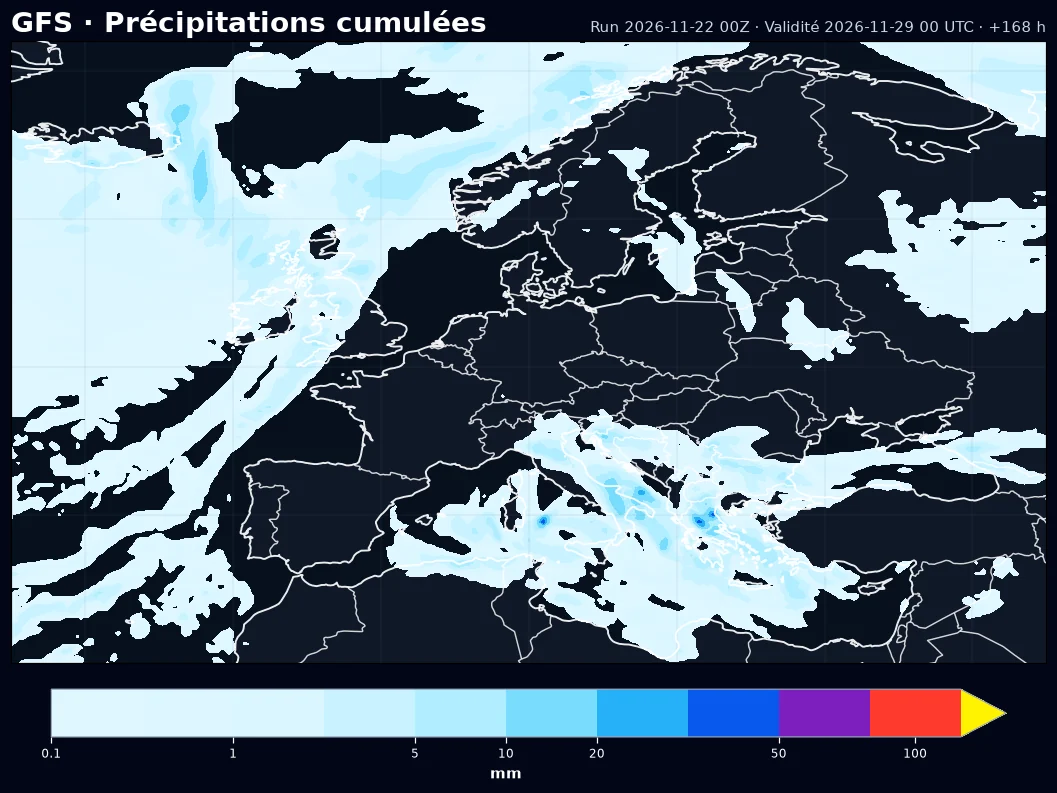 GFS · Précipitations cumulées
Run 2026-11-22 00Z · Validité 2026-11-29 00 UTC · +168 h
0.1 1 5 10 20 50 100
mm